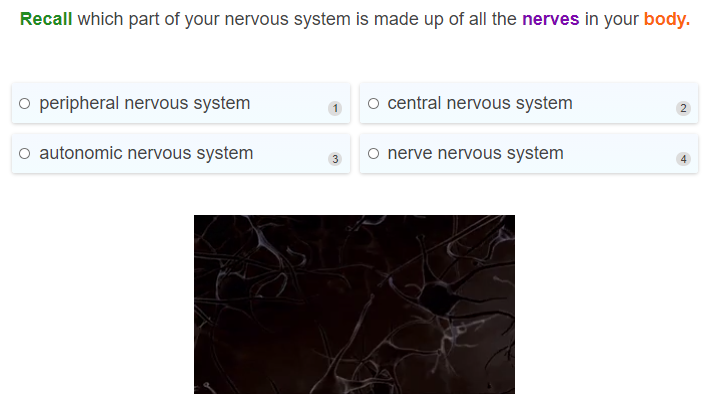 Recall which part of your nervous system is made up of all the nerves in your body.
peripheral nervous system 1
central nervous system 2
autonomic nervous system 3
nerve nervous system 4